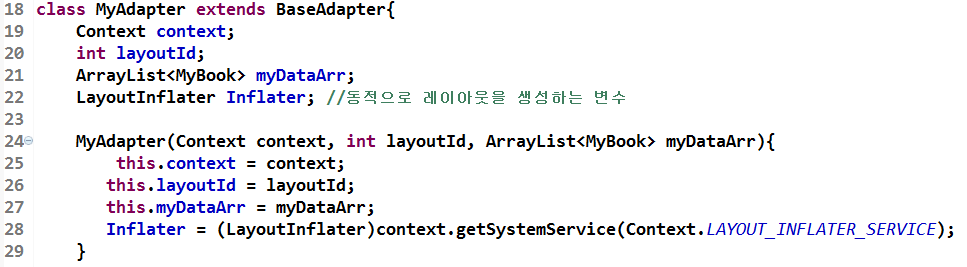 18 class MyAdapter extends BaseAdapter{
19     Context context;
20     int layoutId;
21     ArrayList<MyBook> myDataArr;
22     LayoutInflater Inflater; //동적으로 레이아웃을 생성하는 변수
23
24     MyAdapter(Context context, int layoutId, ArrayList<MyBook> myDataArr){
25         this.context = context;
26        this.layoutId = layoutId;
27        this.myDataArr = myDataArr;
28        Inflater = (LayoutInflater)context.getSystemService(Context.LAYOUT_INFLATER_SERVICE);
29     }